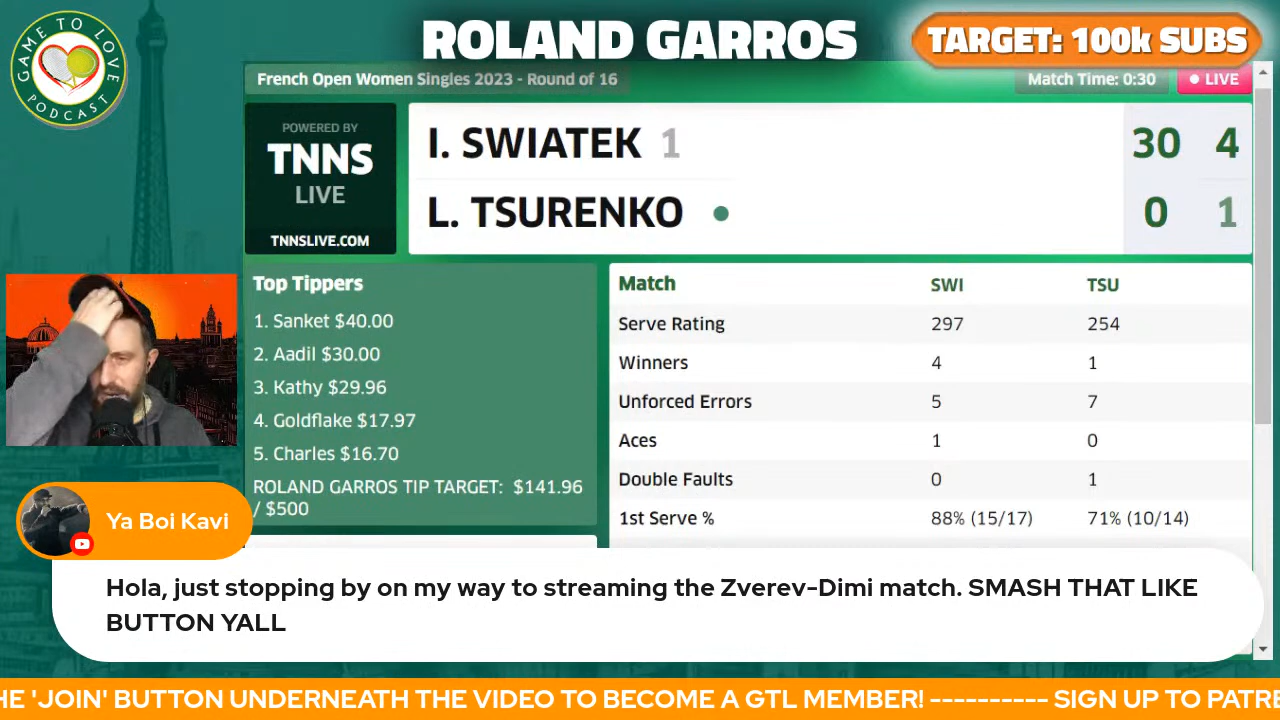 GAME TO LOVE
PODCAST
ROLAND GARROS
TARGET: 100k SUBS
French Open Women Singles 2023 - Round of 16
Match Time: 0:30
LIVE
POWERED BY
TNNS
LIVE
TNNSLIVE.COM
I. SWIATEK 1 30 4
L. TSURENKO 0 1
Top Tippers
1. Sanket $40.00
2. Aadil $30.00
3. Kathy $29.96
4. Goldflake $17.97
5. Charles $16.70
ROLAND GARROS TIP TARGET: $141.96
/ $500
Match SWI TSU
Serve Rating 297 254
Winners 4 1
Unforced Errors 5 7
Aces 1 0
Double Faults 0 1
1st Serve % 88% (15/17) 71% (10/14)
Ya Boi Kavi
Hola, just stopping by on my way to streaming the Zverev-Dimi match. SMASH THAT LIKE
BUTTON YALL
HE 'JOIN' BUTTON UNDERNEATH THE VIDEO TO BECOME A GTL MEMBER! ---------- SIGN UP TO PATRE